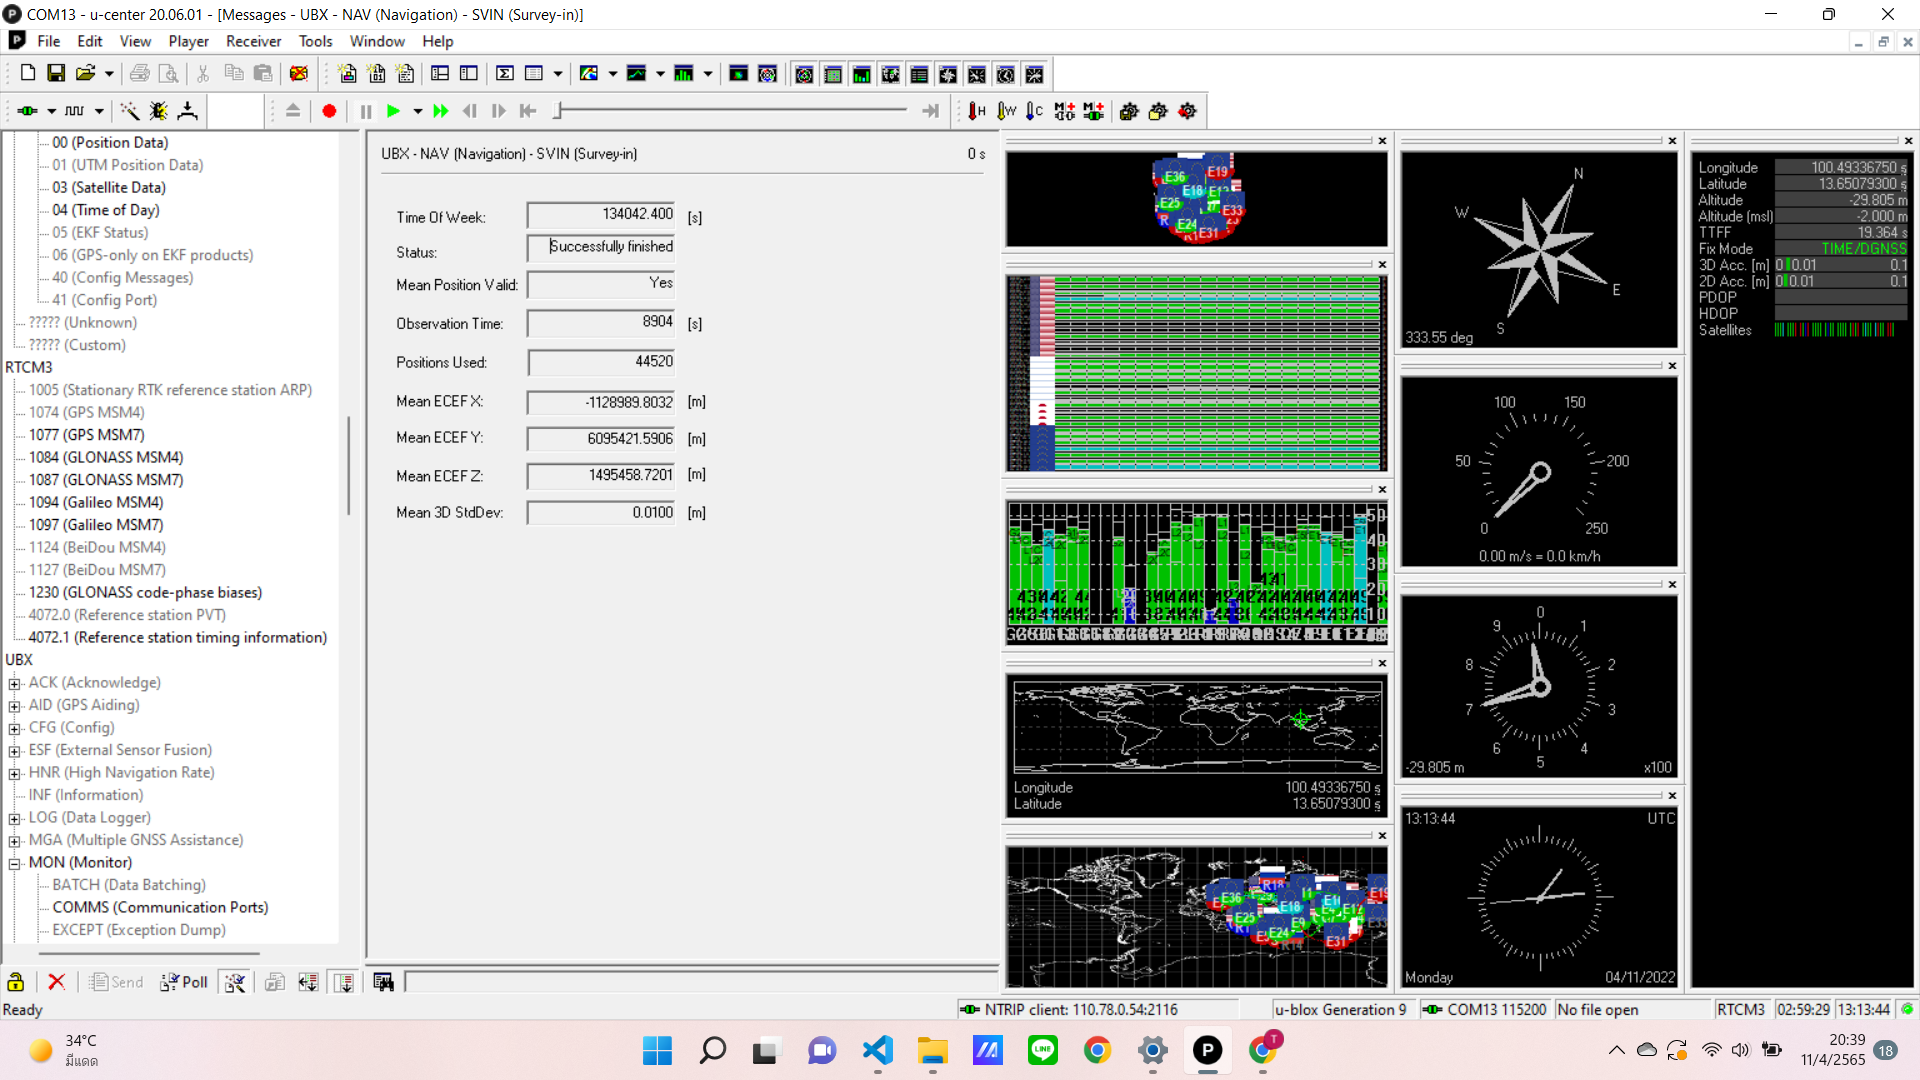 COM13 - u-center 20.06.01 - [Messages - UBX - NAV (Navigation) - SVIN (Survey-in)]
File Edit View Player Receiver Tools Window Help
00 (Position Data)
01 (UTM Position Data)
03 (Satellite Data)
04 (Time of Day)
05 (EKF Status)
06 (GPS-only on EKF products)
40 (Config Messages)
41 (Config Port)
????? (Unknown)
????? (Custom)
RTCM3
1005 (Stationary RTK reference station ARP)
1074 (GPS MSM4)
1077 (GPS MSM7)
1084 (GLONASS MSM4)
1087 (GLONASS MSM7)
1094 (Galileo MSM4)
1097 (Galileo MSM7)
1124 (BeiDou MSM4)
1127 (BeiDou MSM7)
1230 (GLONASS code-phase biases)
4072.0 (Reference station PVT)
4072.1 (Reference station timing information)
UBX
ACK (Acknowledge)
AID (GPS Aiding)
CFG (Config)
ESF (External Sensor Fusion)
HNR (High Navigation Rate)
INF (Information)
LOG (Data Logger)
MGA (Multiple GNSS Assistance)
MON (Monitor)
BATCH (Data Batching)
COMMS (Communication Ports)
EXCEPT (Exception Dump)
Send Poll
UBX - NAV (Navigation) - SVIN (Survey-in) 0 s
Time Of Week: 134042.400 [s]
Status: Successfully finished
Mean Position Valid: Yes
Observation Time: 8904 [s]
Positions Used: 44520
Mean ECEF X: -1128989.8032 [m]
Mean ECEF Y: 6095421.5906 [m]
Mean ECEF Z: 1495458.7201 [m]
Mean 3D StdDev: 0.0100 [m]
E36 E19
E18
E25 E33
E24 E31
50
40
30
20
10
Longitude 100.49336750
Latitude 13.65079300
E36 R18 E18 E25 E24 E31
N
W
E
S
333.55 deg
100 150
50 200
0 250
0.00 m/s = 0.0 km/h
0
9 1
8 2
7 3
6 4
5
-29.805 m x100
13:13:44 UTC
Monday 04/11/2022
Longitude 100.49336750
Latitude 13.65079300
Altitude -29.805 m
Altitude (msl) -2.000 m
TTFF 19.364 s
Fix Mode TIME/DGNSS
3D Acc. [m] 0 0.01 0.1
2D Acc. [m] 0 0.01 0.1
PDOP
HDOP
Satellites
Ready
NTRIP client: 110.78.0.54:2116
u-blox Generation 9
COM13 115200
No file open
RTCM3
02:59:29
13:13:44
34°C
มีแดด
LINE
T
20:39
11/4/2565
18